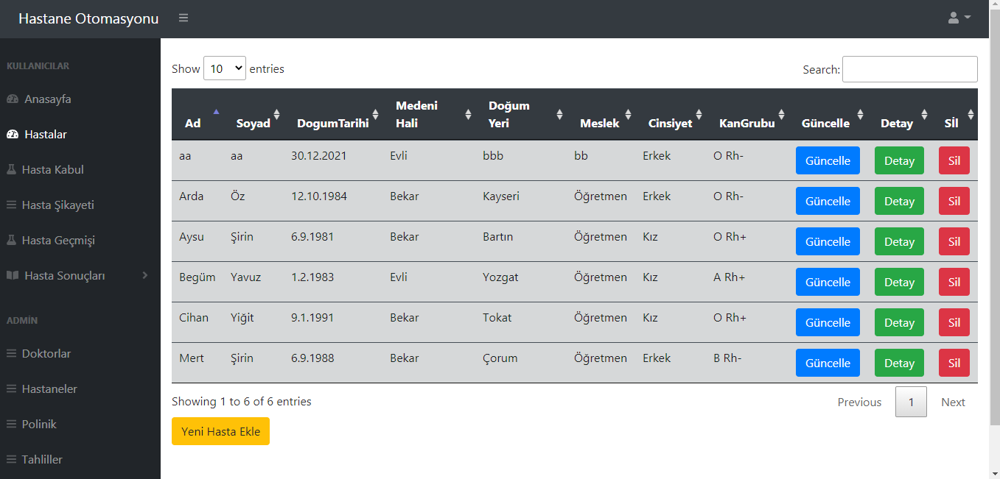 Hastane Otomasyonu
KULLANICILAR
Anasayfa
Hastalar
Hasta Kabul
Hasta Şikayeti
Hasta Geçmişi
Hasta Sonuçları
ADMİN
Doktorlar
Hastaneler
Polinik
Tahliller
Show 10 entries
Search:
Ad Soyad DogumTarihi Medeni Hali Doğum Yeri Meslek Cinsiyet KanGrubu Güncelle Detay SİL
aa aa 30.12.2021 Evli bbb bb Erkek O Rh- Güncelle Detay Sil
Arda Öz 12.10.1984 Bekar Kayseri Öğretmen Erkek O Rh- Güncelle Detay Sil
Aysu Şirin 6.9.1981 Bekar Bartın Öğretmen Kız O Rh+ Güncelle Detay Sil
Begüm Yavuz 1.2.1983 Evli Yozgat Öğretmen Kız A Rh+ Güncelle Detay Sil
Cihan Yiğit 9.1.1991 Bekar Tokat Öğretmen Kız O Rh+ Güncelle Detay Sil
Mert Şirin 6.9.1988 Bekar Çorum Öğretmen Erkek B Rh- Güncelle Detay Sil
Showing 1 to 6 of 6 entries
Previous 1 Next
Yeni Hasta Ekle